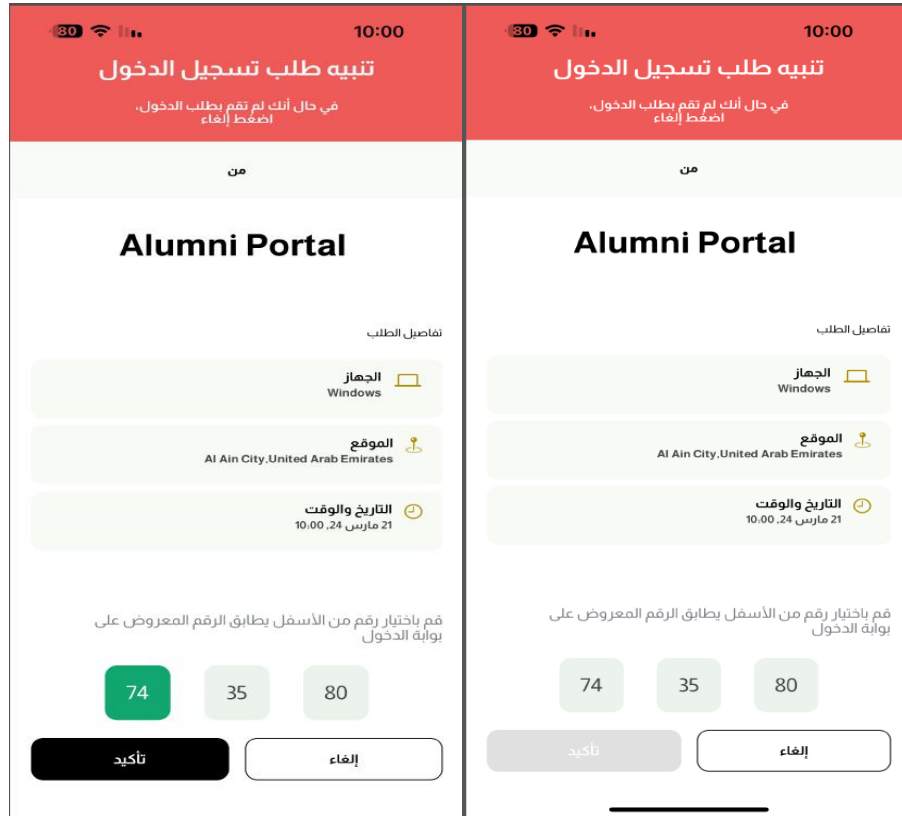 10:00
80
تنبيه طلب تسجيل الدخول
في حال أنك لم تقم بطلب الدخول،
اضغط إلغاء
من
Alumni Portal
تفاصيل الطلب
الجهاز
Windows
الموقع
Al Ain City,United Arab Emirates
التاريخ والوقت
21 مارس 24, 10:00
قم باختيار رقم من الأسفل يطابق الرقم المعروض على
بوابة الدخول
80 35 74
إلغاء
تأكيد
10:00
80
تنبيه طلب تسجيل الدخول
في حال أنك لم تقم بطلب الدخول،
اضغط إلغاء
من
Alumni Portal
تفاصيل الطلب
الجهاز
Windows
الموقع
Al Ain City,United Arab Emirates
التاريخ والوقت
21 مارس 24, 10:00
قم باختيار رقم من الأسفل يطابق الرقم المعروض على
بوابة الدخول
80 35 74
إلغاء
تأكيد